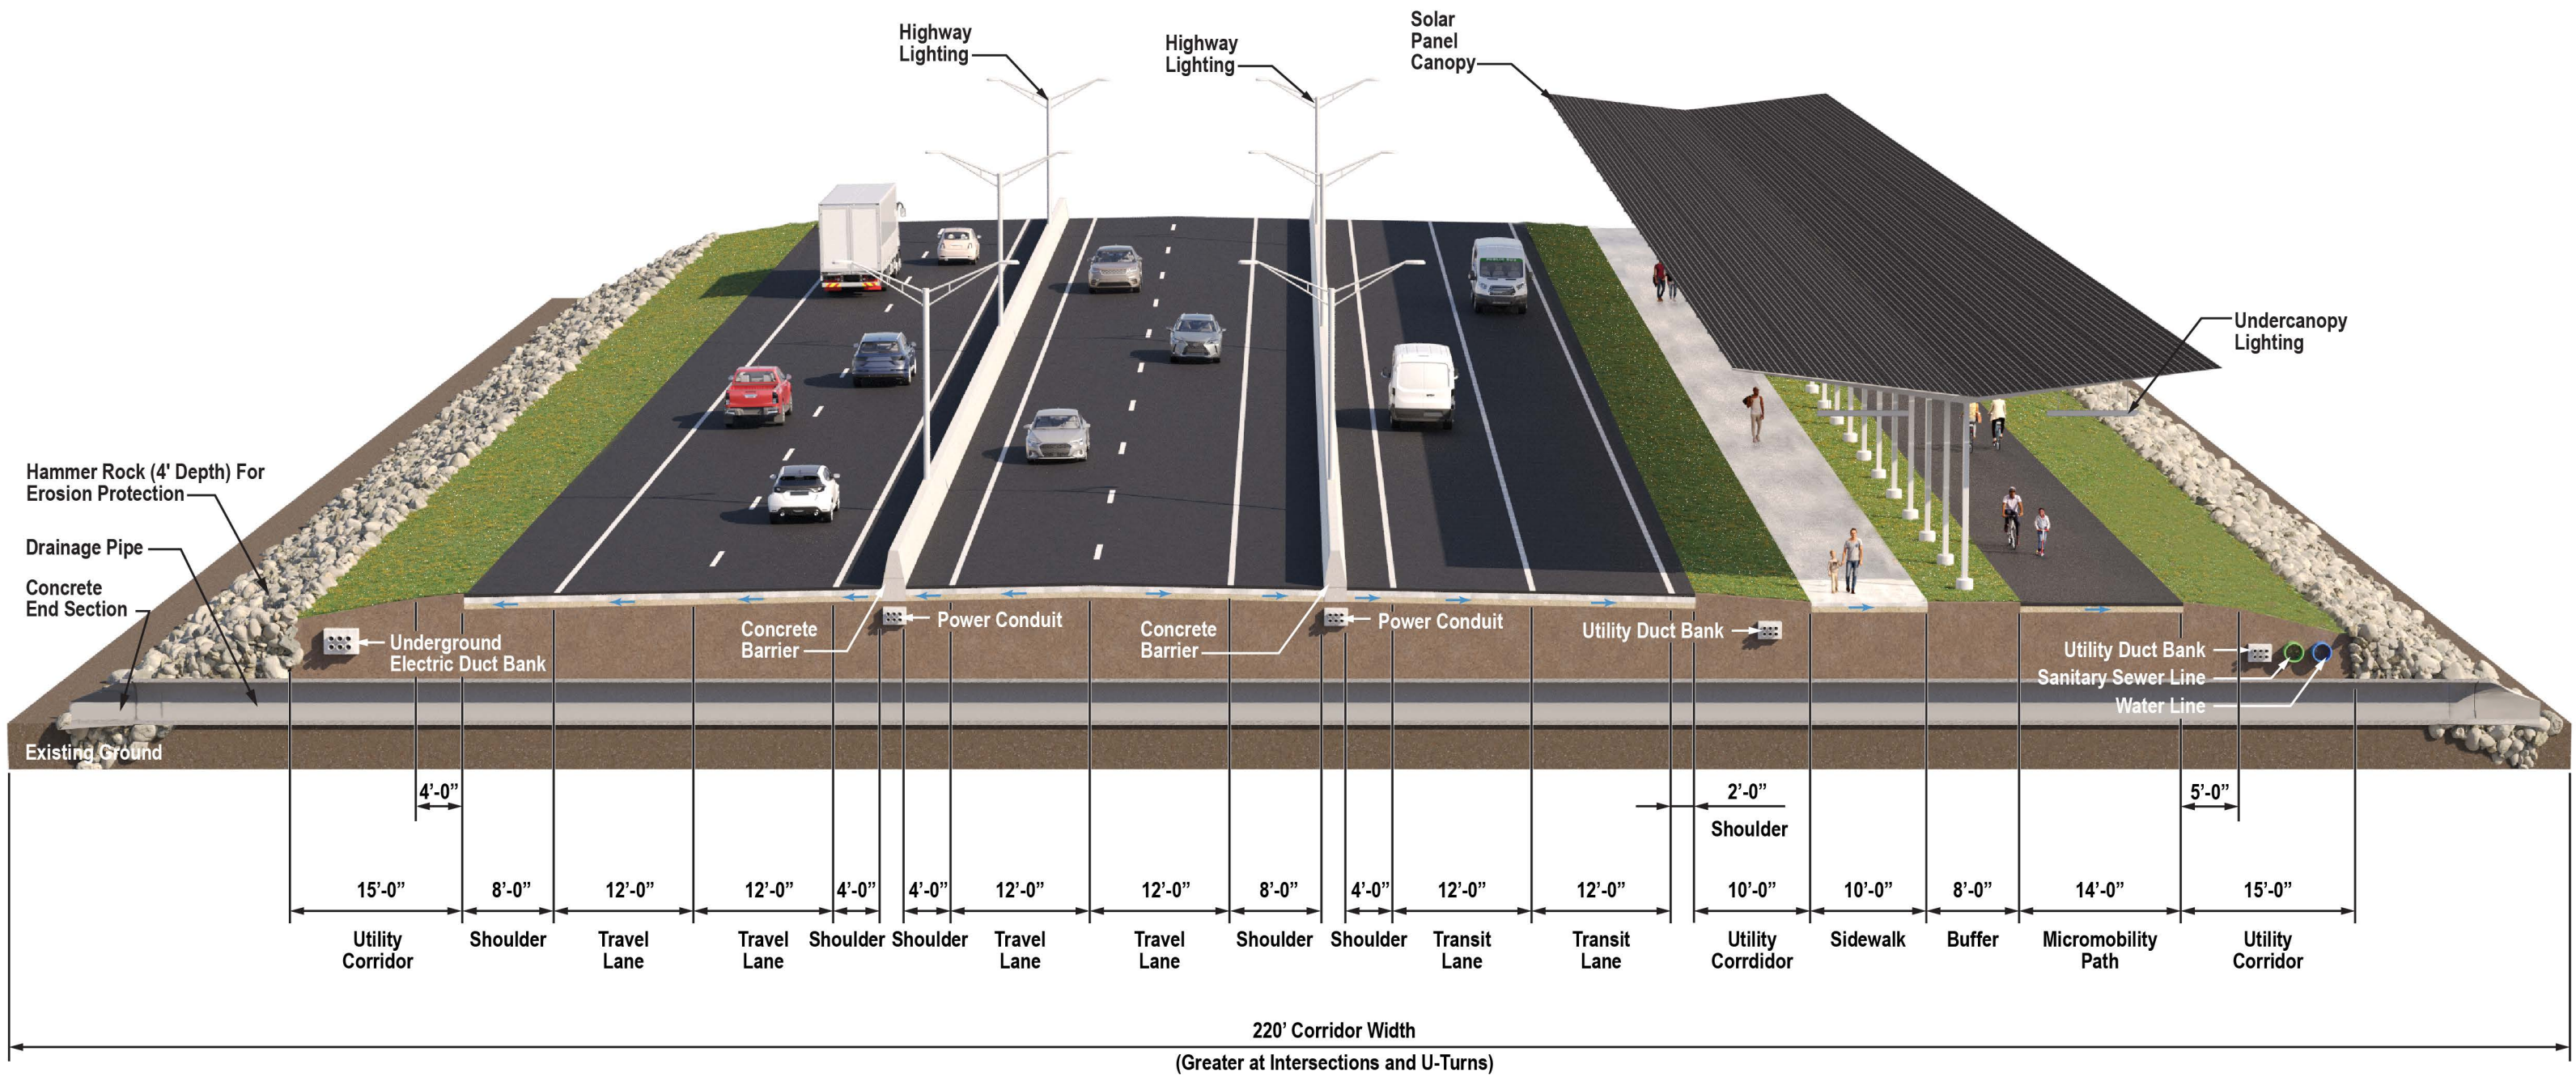 Highway
Lighting
Highway
Lighting
Solar
Panel
Canopy
Undercanopy
Lighting
Hammer Rock (4' Depth) For
Erosion Protection
Drainage Pipe
Concrete
End Section
Underground
Electric Duct Bank
Concrete
Barrier
Power Conduit
Concrete
Barrier
Power Conduit
Utility Duct Bank
Utility Duct Bank
Sanitary Sewer Line
Water Line
Existing Ground
4’-0”
2’-0”
Shoulder
5’-0”
15’-0”
8’-0”
12’-0”
12’-0”
4’-0”
4’-0”
12’-0”
12’-0”
8’-0”
4’-0”
12’-0”
12’-0”
10’-0”
10’-0”
8’-0”
14’-0”
15’-0”
Utility
Corridor
Shoulder
Travel
Lane
Travel
Lane
Shoulder
Shoulder
Travel
Lane
Travel
Lane
Shoulder
Shoulder
Transit
Lane
Transit
Lane
Utility
Corrdidor
Sidewalk
Buffer
Micromobility
Path
Utility
Corridor
220’ Corridor Width
(Greater at Intersections and U-Turns)